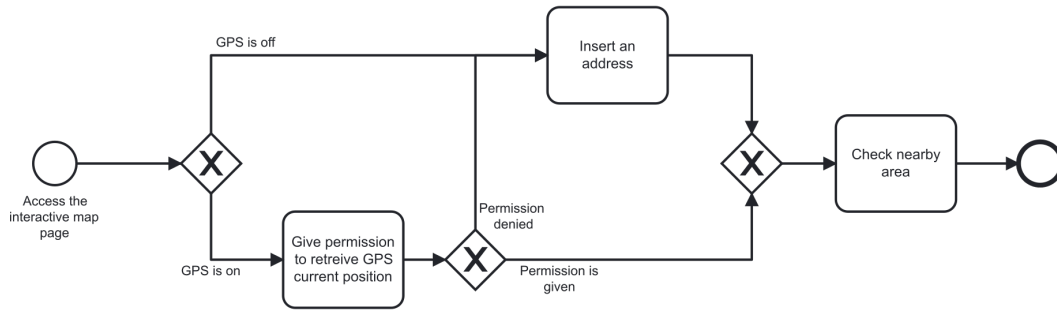 GPS is off
Insert an
address
Access the
interactive map
page
X
X
Check nearby
area
GPS is on
Give permission
to retreive GPS
current position
Permission
denied
X
Permission is
given